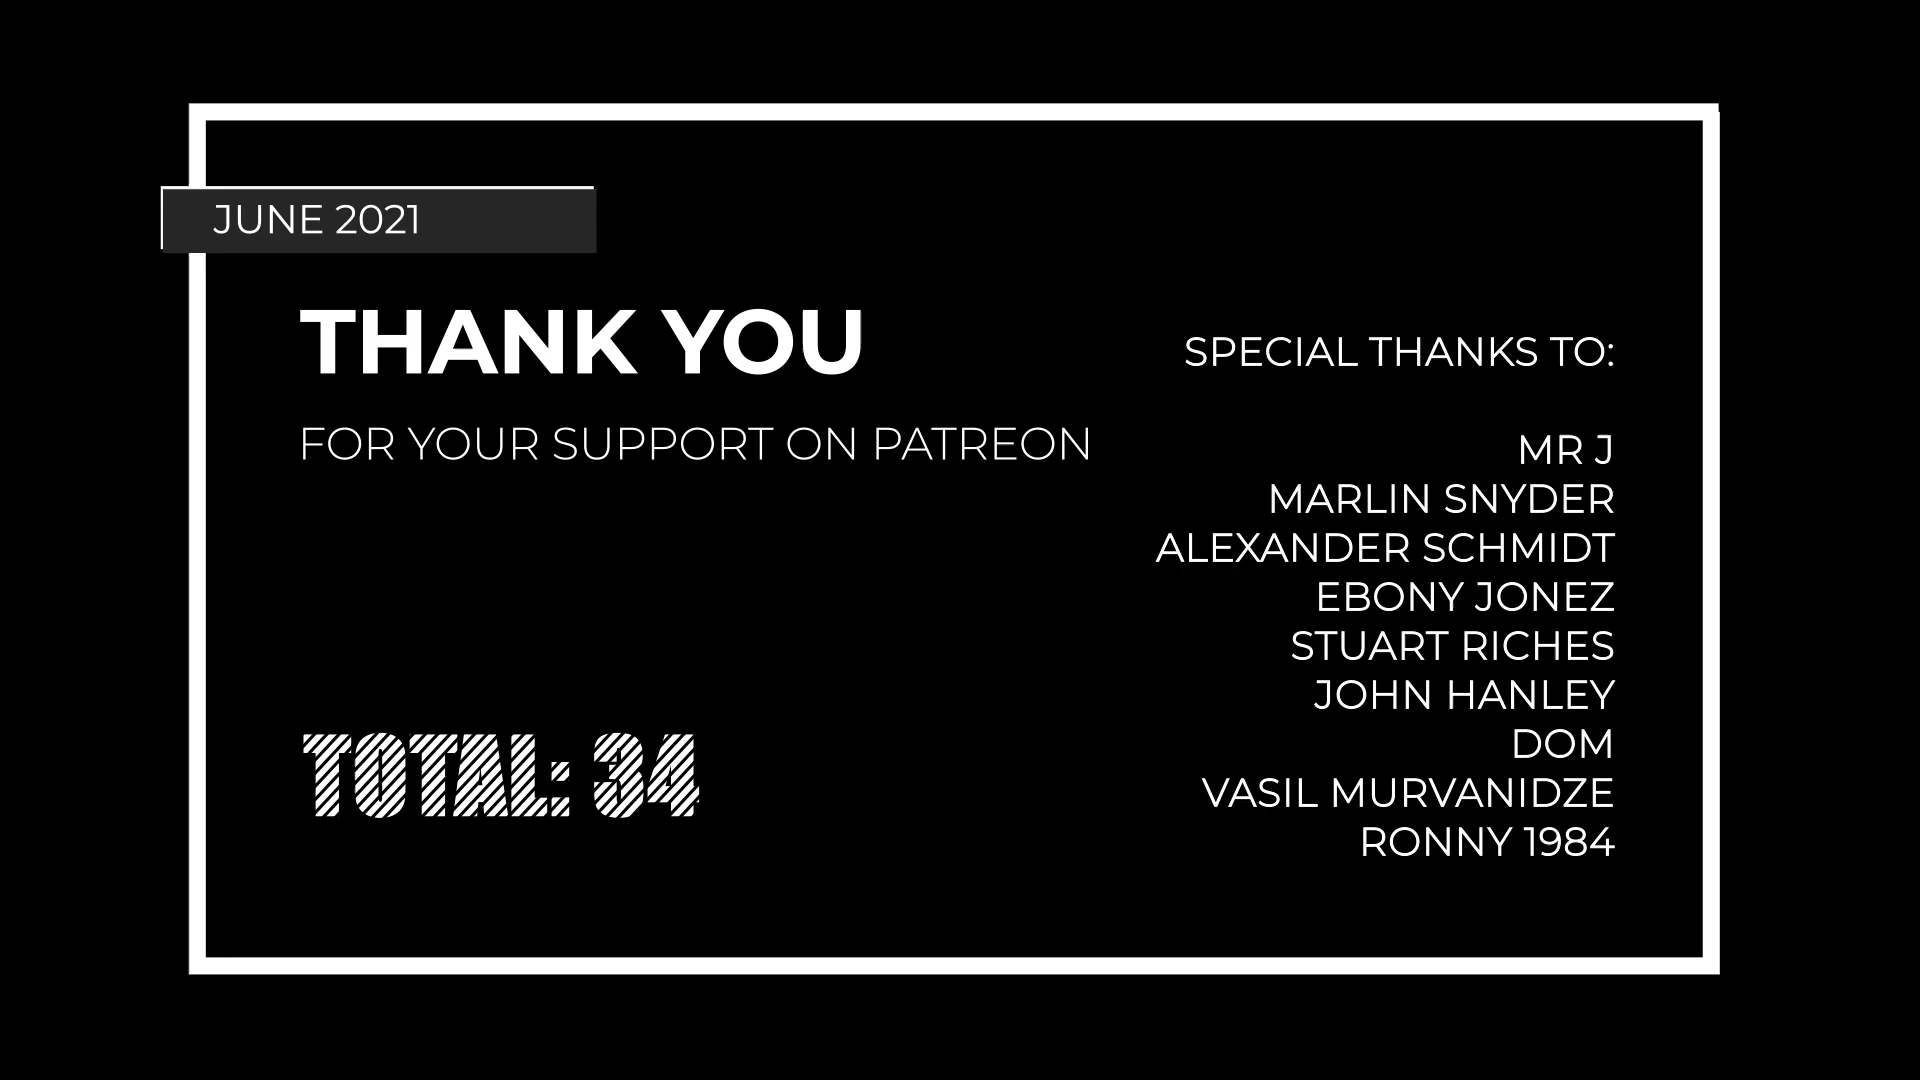 JUNE 2021
THANK YOU
FOR YOUR SUPPORT ON PATREON
TOTAL: 34
SPECIAL THANKS TO:
MR J
MARLIN SNYDER
ALEXANDER SCHMIDT
EBONY JONEZ
STUART RICHES
JOHN HANLEY
DOM
VASIL MURVANIDZE
RONNY 1984